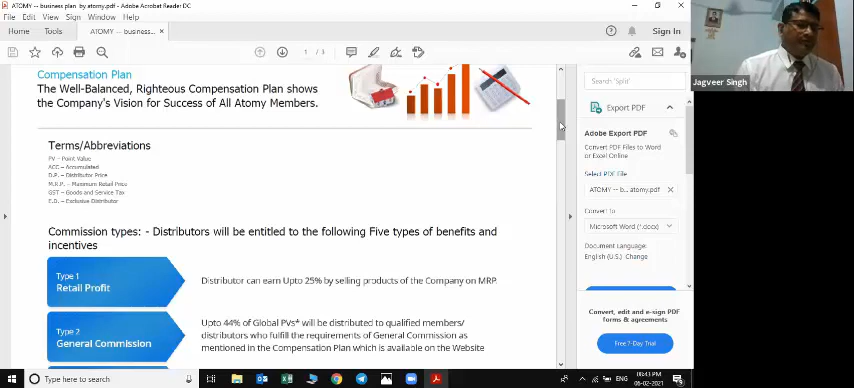 ATOMY -- business plan by atomy.pdf - Adobe Acrobat Reader DC
File Edit View Sign Window Help
Home Tools ATOMY -- business... ×
Sign In
1 / 3
Compensation Plan
The Well-Balanced, Righteous Compensation Plan shows
the Company's Vision for Success of All Atomy Members.
Terms/Abbreviations
PV – Point Value
ACC – Accumulated
D.P. – Distributor Price
M.R.P. – Maximum Retail Price
GST – Goods and Service Tax
E.D. – Exclusive Distributor
Commission types: - Distributors will be entitled to the following Five types of benefits and
incentives
Type 1
Retail Profit
Distributor can earn Upto 25% by selling products of the Company on MRP.
Type 2
General Commission
Upto 44% of Global PVs* will be distributed to qualified members/
distributors who fulfill the requirements of General Commission as
mentioned in the Compensation Plan which is available on the Website
Search 'Split'
Export PDF
Adobe Export PDF
Convert PDF Files to Word
or Excel Online
Select PDF File
ATOMY -- b... atomy.pdf
Convert to
Microsoft Word (*.docx)
Document Language:
English (U.S.) Change
Convert, edit and e-sign PDF
forms & agreements
Free 7-Day Trial
Jagveer Singh
Type here to search
ENG
08:43 PM
06-02-2021